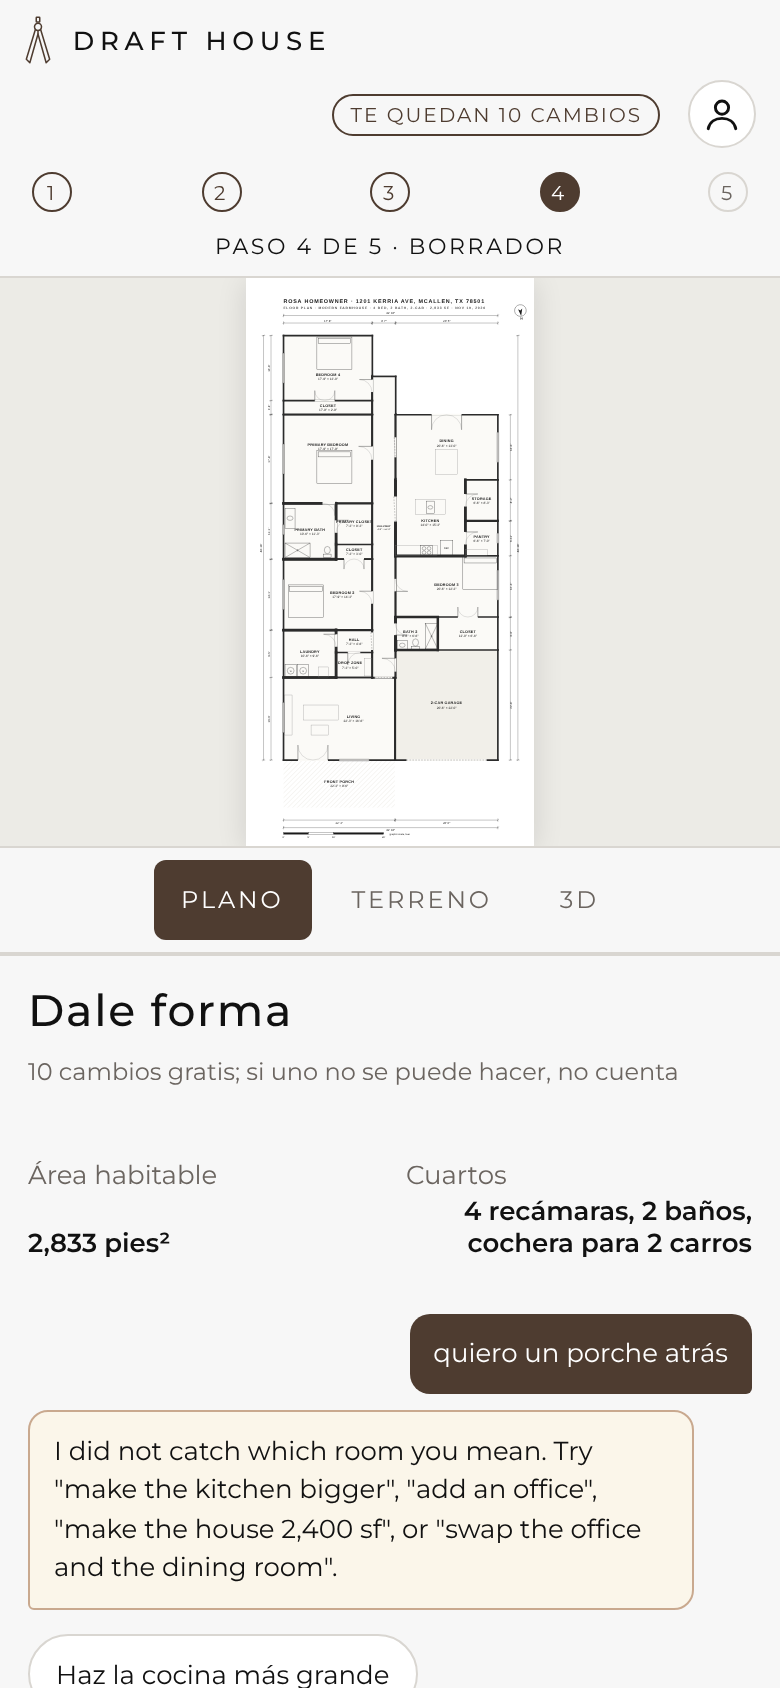 DRAFT HOUSE
TE QUEDAN 10 CAMBIOS
1 2 3 4 5
PASO 4 DE 5 · BORRADOR
ROSA HOMEOWNER · 1201 KERRIA AVE, MCALLEN, TX 78501
BEDROOM 4
CLOSET
PRIMARY BEDROOM
DINING
STORAGE
PRIMARY BATH
PRIMARY CLOSET
KITCHEN
PANTRY
CLOSET
BEDROOM 2
BEDROOM 3
BATH 2
CLOSET
LAUNDRY
HALL
DROP ZONE
LIVING
2-CAR GARAGE
FRONT PORCH
PLANO
TERRENO
3D
Dale forma
10 cambios gratis; si uno no se puede hacer, no cuenta
Área habitable
Cuartos
2,833 pies²
4 recámaras, 2 baños,
cochera para 2 carros
quiero un porche atrás
I did not catch which room you mean. Try
"make the kitchen bigger", "add an office",
"make the house 2,400 sf", or "swap the office
and the dining room".
Haz la cocina más grande